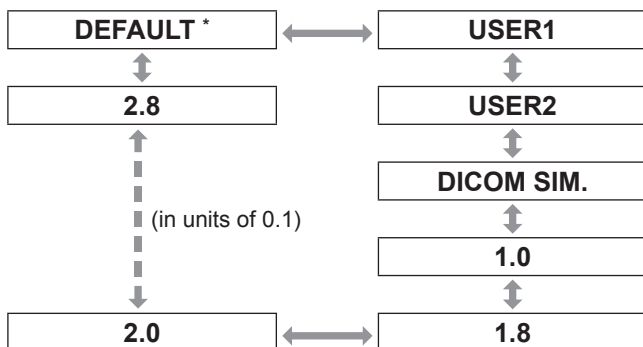 DEFAULT *
USER1
2.8
USER2
DICOM SIM.
(in units of 0.1)
1.0
2.0
1.8